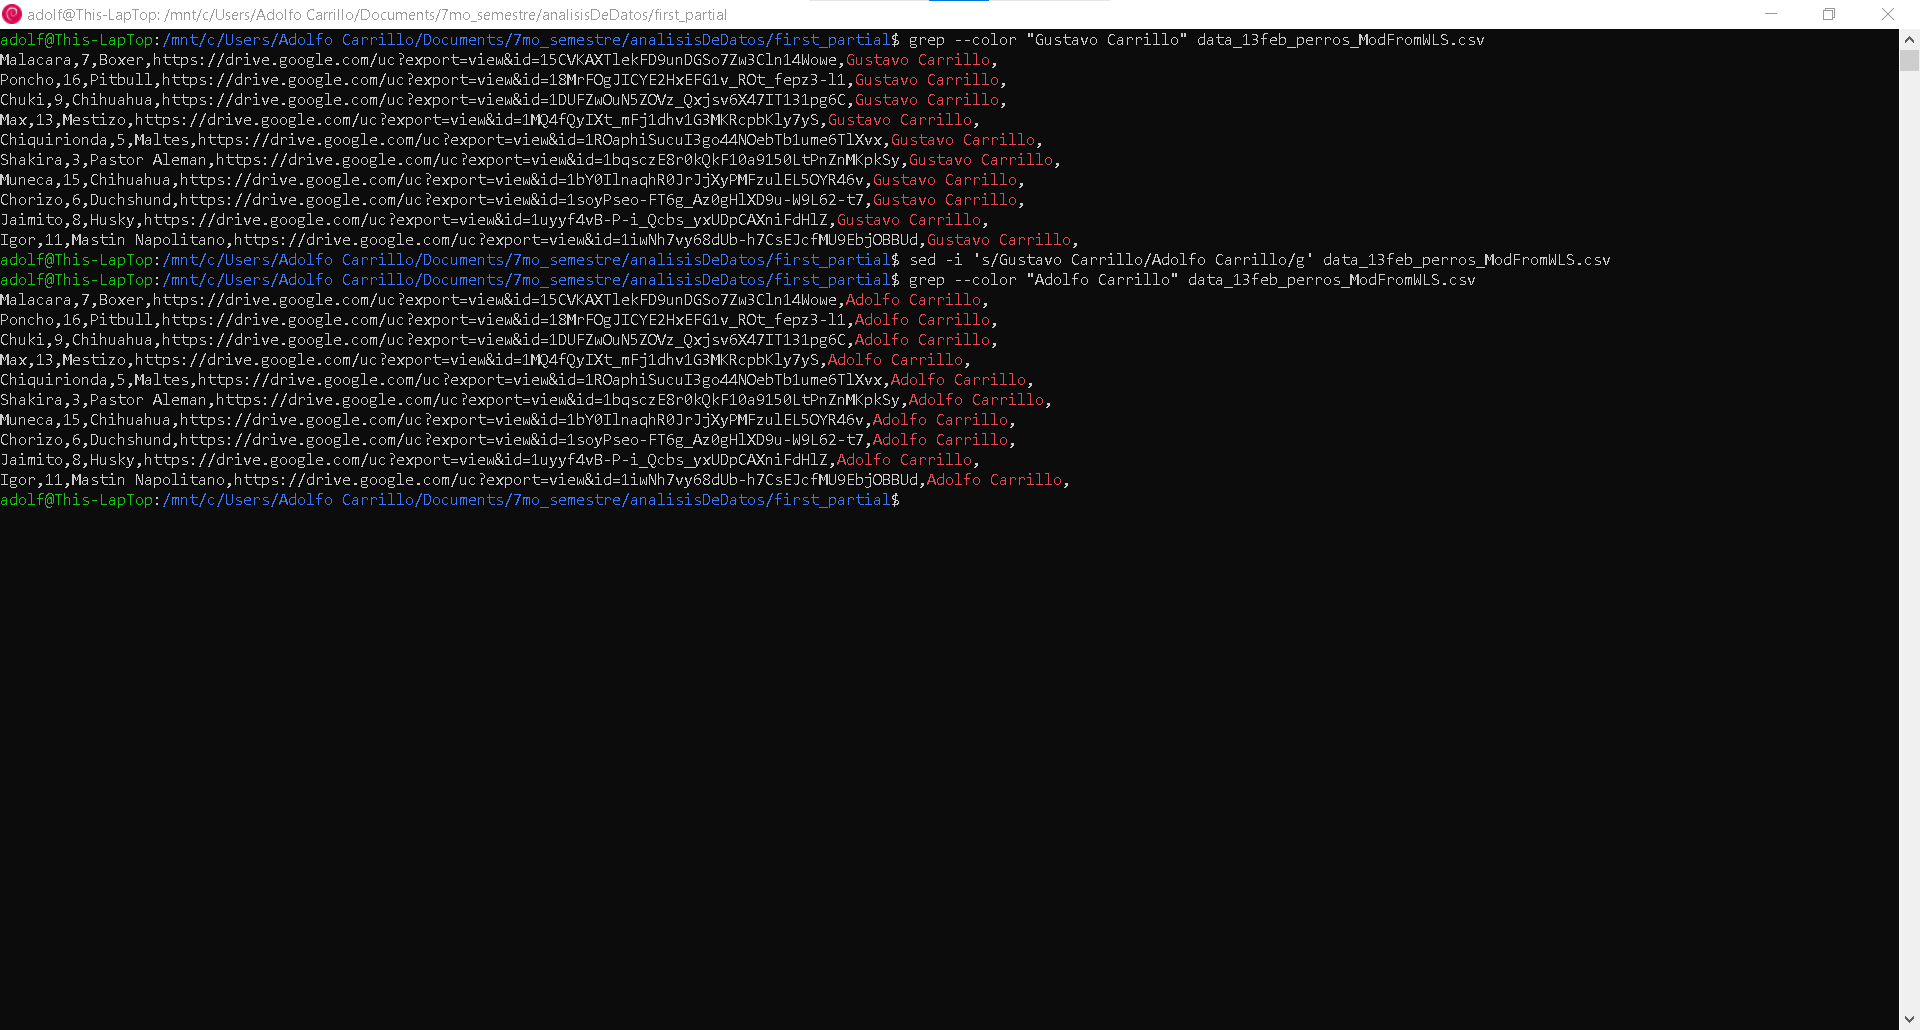 adolf@This-LapTop: /mnt/c/Users/Adolfo Carrillo/Documents/7mo_semestre/analisisDeDatos/first_partial
adolf@This-LapTop:/mnt/c/Users/Adolfo Carrillo/Documents/7mo_semestre/analisisDeDatos/first_partial$ grep --color "Gustavo Carrillo" data_13feb_perros_ModFromWLS.csv
Malacara,7,Boxer,https://drive.google.com/uc?export=view&id=15CVKAXTlekFD9unDGSo7Zw3Cln14Wowe,Gustavo Carrillo,
Poncho,16,Pitbull,https://drive.google.com/uc?export=view&id=18MrFOgJICYE2HxEFG1v_ROt_fepz3-l1,Gustavo Carrillo,
Chuki,9,Chihuahua,https://drive.google.com/uc?export=view&id=1DUFZwOuN5ZOVz_Qxjsv6X47IT131pg6C,Gustavo Carrillo,
Max,13,Mestizo,https://drive.google.com/uc?export=view&id=1MQ4fQyIXt_mFj1dhv1G3MKRcpbKly7yS,Gustavo Carrillo,
Chiquirionda,5,Maltes,https://drive.google.com/uc?export=view&id=1ROaphiSucuI3go44NOebTb1ume6TlXvx,Gustavo Carrillo,
Shakira,3,Pastor Aleman,https://drive.google.com/uc?export=view&id=1bqsczE8r0kQkF10a9150LtPnZnMKpkSy,Gustavo Carrillo,
Muneca,15,Chihuahua,https://drive.google.com/uc?export=view&id=1bY0IlnaqhR0JrJjXyPMFzulEL5OYR46v,Gustavo Carrillo,
Chorizo,6,Duchshund,https://drive.google.com/uc?export=view&id=1soyPseo-FT6g_Az0gHlXD9u-W9L62-t7,Gustavo Carrillo,
Jaimito,8,Husky,https://drive.google.com/uc?export=view&id=1uyyf4vB-P-i_Qcbs_yxUDpCAXniFdHlZ,Gustavo Carrillo,
Igor,11,Mastin Napolitano,https://drive.google.com/uc?export=view&id=1iwNh7vy68dUb-h7CsEJcfMU9EbjOBBUd,Gustavo Carrillo,
adolf@This-LapTop:/mnt/c/Users/Adolfo Carrillo/Documents/7mo_semestre/analisisDeDatos/first_partial$ sed -i 's/Gustavo Carrillo/Adolfo Carrillo/g' data_13feb_perros_ModFromWLS.csv
adolf@This-LapTop:/mnt/c/Users/Adolfo Carrillo/Documents/7mo_semestre/analisisDeDatos/first_partial$ grep --color "Adolfo Carrillo" data_13feb_perros_ModFromWLS.csv
Malacara,7,Boxer,https://drive.google.com/uc?export=view&id=15CVKAXTlekFD9unDGSo7Zw3Cln14Wowe,Adolfo Carrillo,
Poncho,16,Pitbull,https://drive.google.com/uc?export=view&id=18MrFOgJICYE2HxEFG1v_ROt_fepz3-l1,Adolfo Carrillo,
Chuki,9,Chihuahua,https://drive.google.com/uc?export=view&id=1DUFZwOuN5ZOVz_Qxjsv6X47IT131pg6C,Adolfo Carrillo,
Max,13,Mestizo,https://drive.google.com/uc?export=view&id=1MQ4fQyIXt_mFj1dhv1G3MKRcpbKly7yS,Adolfo Carrillo,
Chiquirionda,5,Maltes,https://drive.google.com/uc?export=view&id=1ROaphiSucuI3go44NOebTb1ume6TlXvx,Adolfo Carrillo,
Shakira,3,Pastor Aleman,https://drive.google.com/uc?export=view&id=1bqsczE8r0kQkF10a9150LtPnZnMKpkSy,Adolfo Carrillo,
Muneca,15,Chihuahua,https://drive.google.com/uc?export=view&id=1bY0IlnaqhR0JrJjXyPMFzulEL5OYR46v,Adolfo Carrillo,
Chorizo,6,Duchshund,https://drive.google.com/uc?export=view&id=1soyPseo-FT6g_Az0gHlXD9u-W9L62-t7,Adolfo Carrillo,
Jaimito,8,Husky,https://drive.google.com/uc?export=view&id=1uyyf4vB-P-i_Qcbs_yxUDpCAXniFdHlZ,Adolfo Carrillo,
Igor,11,Mastin Napolitano,https://drive.google.com/uc?export=view&id=1iwNh7vy68dUb-h7CsEJcfMU9EbjOBBUd,Adolfo Carrillo,
adolf@This-LapTop:/mnt/c/Users/Adolfo Carrillo/Documents/7mo_semestre/analisisDeDatos/first_partial$